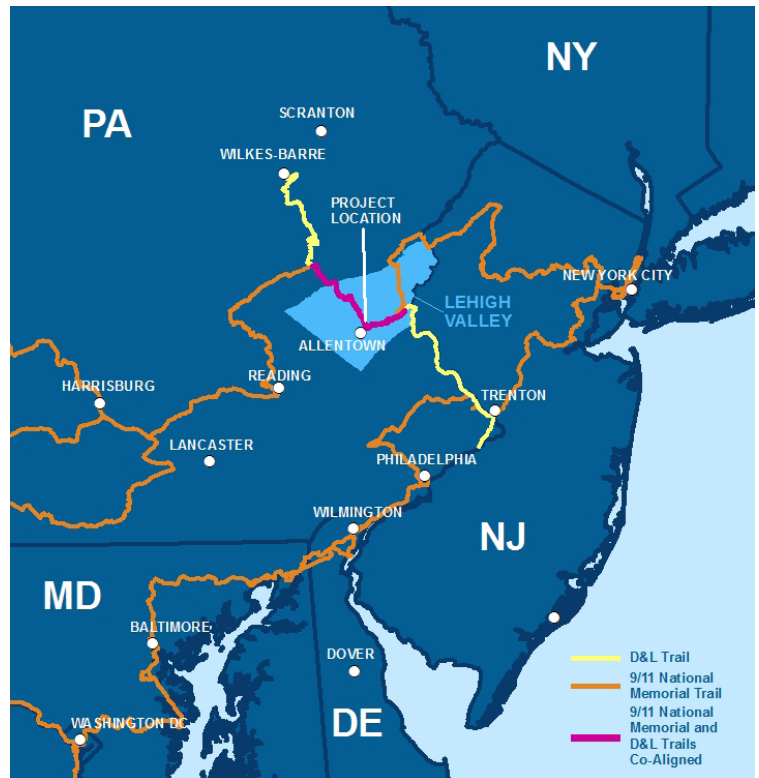 NY
PA
SCRANTON
WILKES-BARRE
PROJECT
LOCATION
NEW YORK CITY
LEHIGH
VALLEY
ALLENTOWN
READING
HARRISBURG
TRENTON
LANCASTER
PHILADELPHIA
WILMINGTON
NJ
MD
BALTIMORE
DOVER
WASHINGTON DC
DE
D&L Trail
9/11 National
Memorial Trail
9/11 National
Memorial and
D&L Trails
Co-Aligned